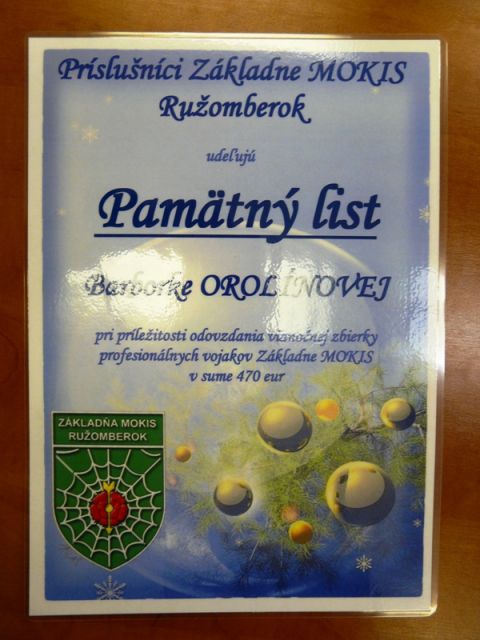 Príslušníci Základne MOKIS
Ružomberok
udeľujú
Pamätný list
Barborke OROLÍNOVEJ
pri príležitosti odovzdania vianočnej zbierky
profesionálnych vojakov Základne MOKIS
v sume 470 eur
ZÁKLADŇA MOKIS
RUŽOMBEROK